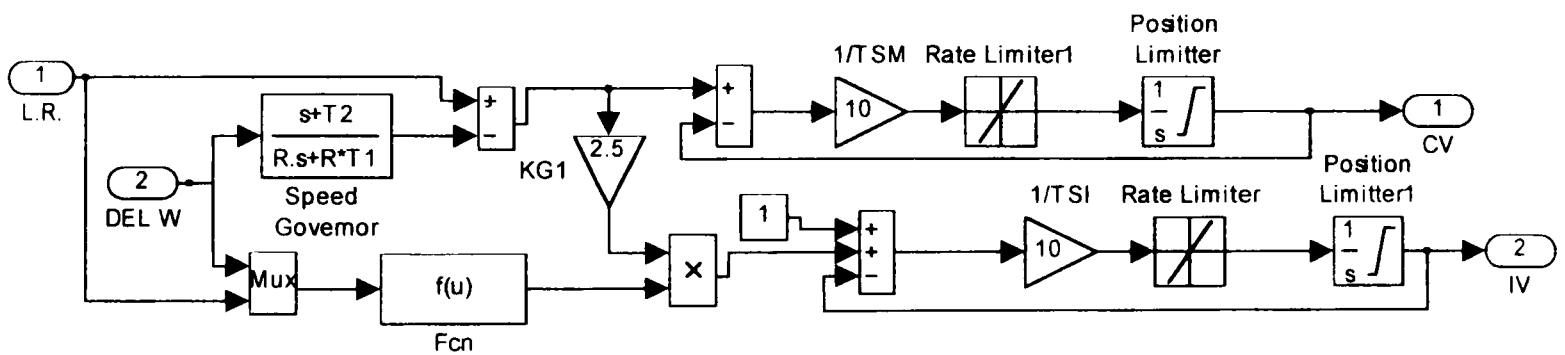 1
L.R.
2
DEL W
s+T2
R.s+R*T1
Speed
Governor
Mux
f(u)
Fcn
+
−
2.5
KG1
×
+
−
1/TSM
10
Rate Limiter1
Position
Limitter
1
s
1
CV
1
+
+
−
1/TSI
10
Rate Limiter
Position
Limitter1
1
s
2
IV